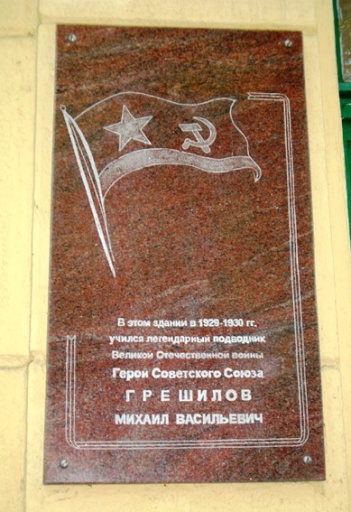 В этом здании в 1929-1930 гг.
учился легендарный подводник
Великой Отечественной войны
Герой Советского Союза
ГРЕШИЛОВ
МИХАИЛ ВАСИЛЬЕВИЧ